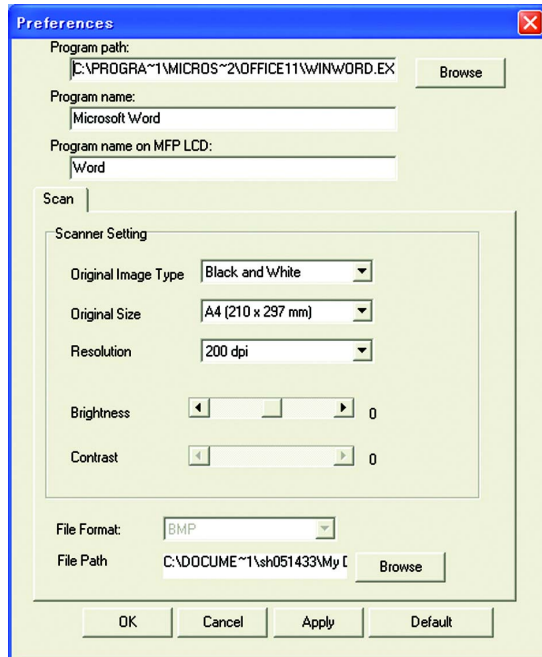 Preferences
Program path:
C:\PROGRA~1\MICROS~2\OFFICE11\WINWORD.EX
Browse
Program name:
Microsoft Word
Program name on MFP LCD:
Word
Scan
Scanner Setting
Original Image Type Black and White
Original Size A4 (210 x 297 mm)
Resolution 200 dpi
Brightness 0
Contrast 0
File Format: BMP
File Path C:\DOCUME~1\sh051433\My D Browse
OK Cancel Apply Default